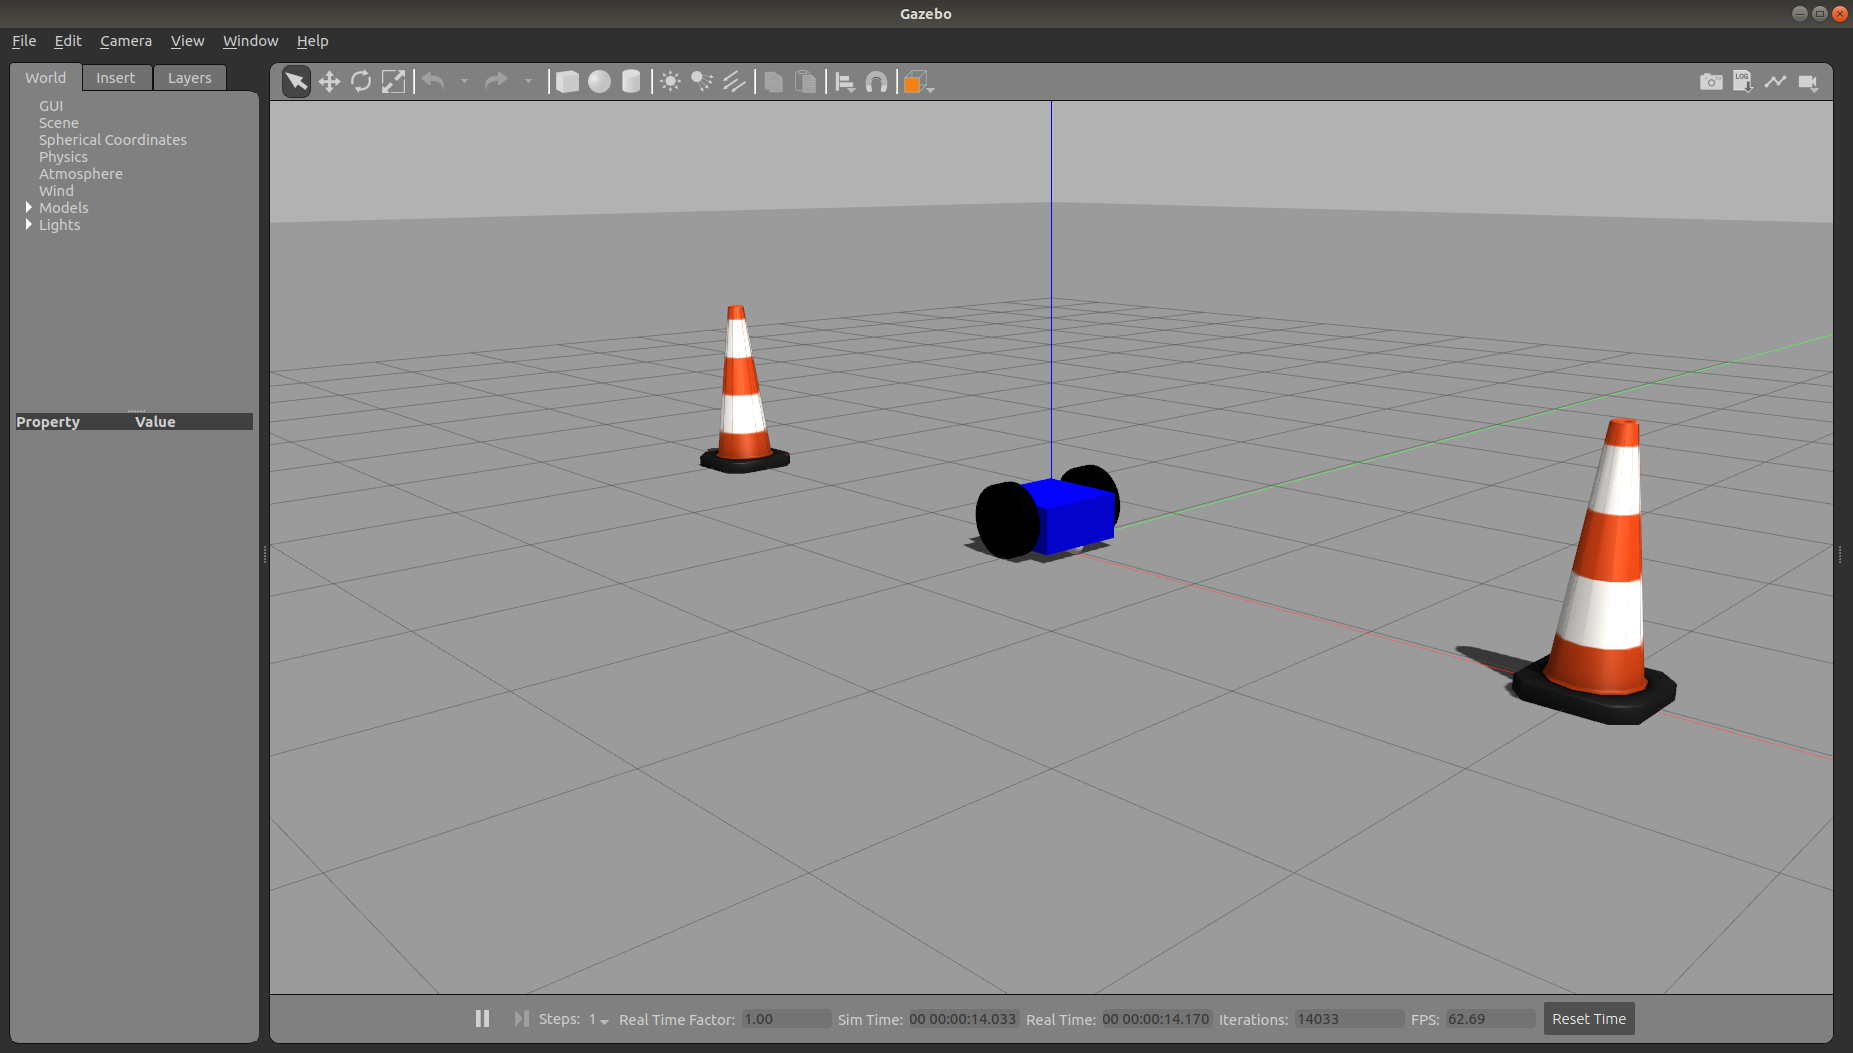 Gazebo
File Edit Camera View Window Help
World Insert Layers
LOG
GUI
Scene
Spherical Coordinates
Physics
Atmosphere
Wind
Models
Lights
Property Value
Steps: 1 Real Time Factor: 1.00 Sim Time: 00 00:00:14.033 Real Time: 00 00:00:14.170 Iterations: 14033 FPS: 62.69 Reset Time